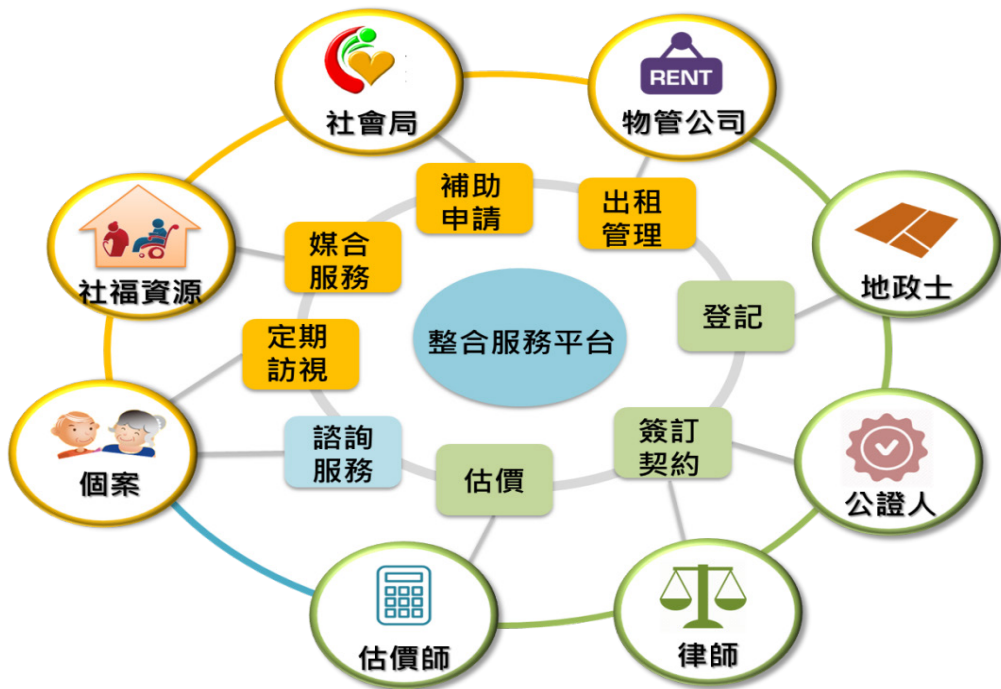 社會局
RENT
物管公司
補助
申請
出租
管理
媒合
服務
社福資源
地政士
登記
整合服務平台
定期
訪視
諮詢
服務
簽訂
契約
個案
估價
公證人
估價師
律師